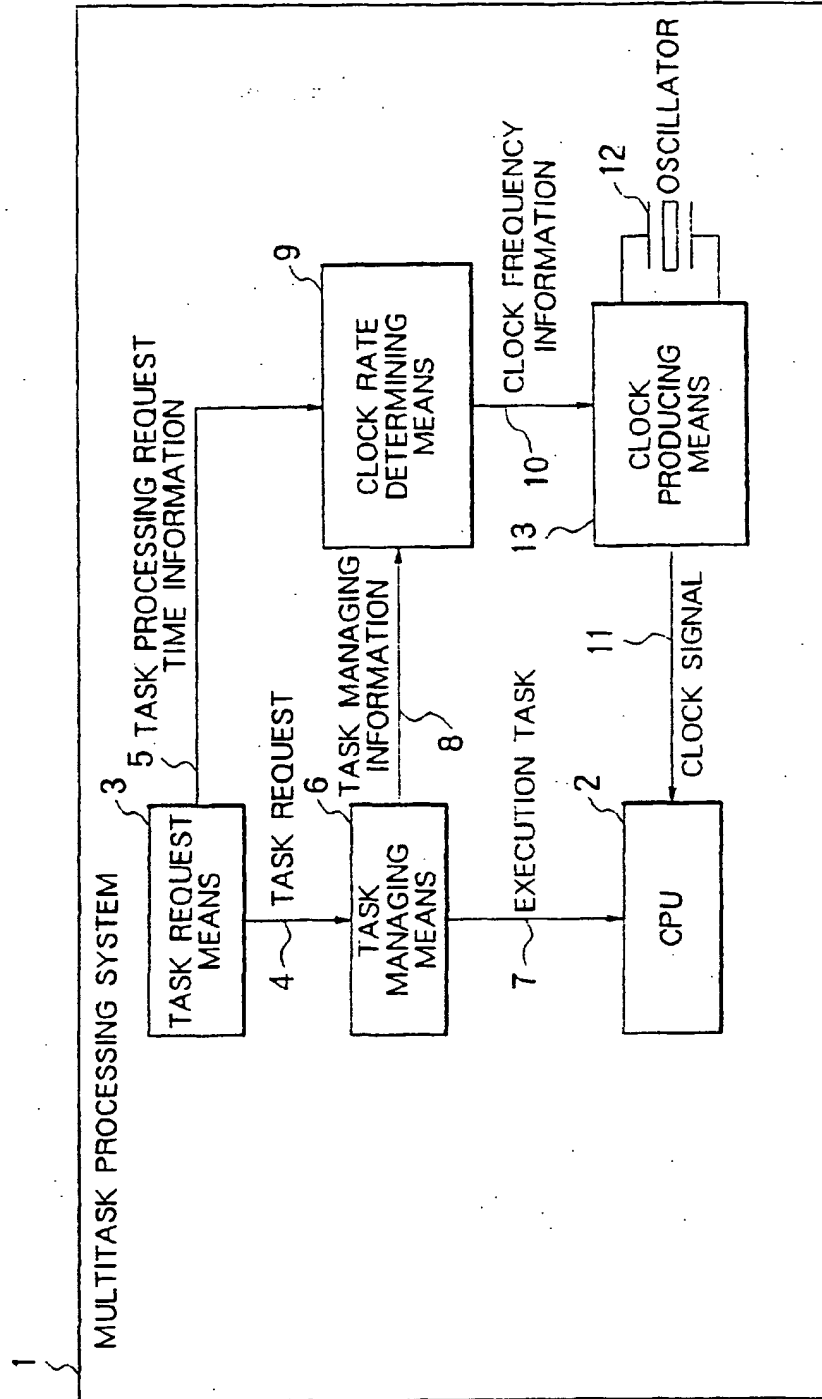 1
MULTITASK PROCESSING SYSTEM
3
TASK REQUEST
MEANS
5 TASK PROCESSING REQUEST
TIME INFORMATION
4
TASK REQUEST
6
TASK
MANAGING
MEANS
TASK MANAGING
INFORMATION
8
9
CLOCK RATE
DETERMINING
MEANS
7
EXECUTION TASK
10
CLOCK FREQUENCY
INFORMATION
2
CPU
11
CLOCK SIGNAL
13
CLOCK
PRODUCING
MEANS
12
OSCILLATOR